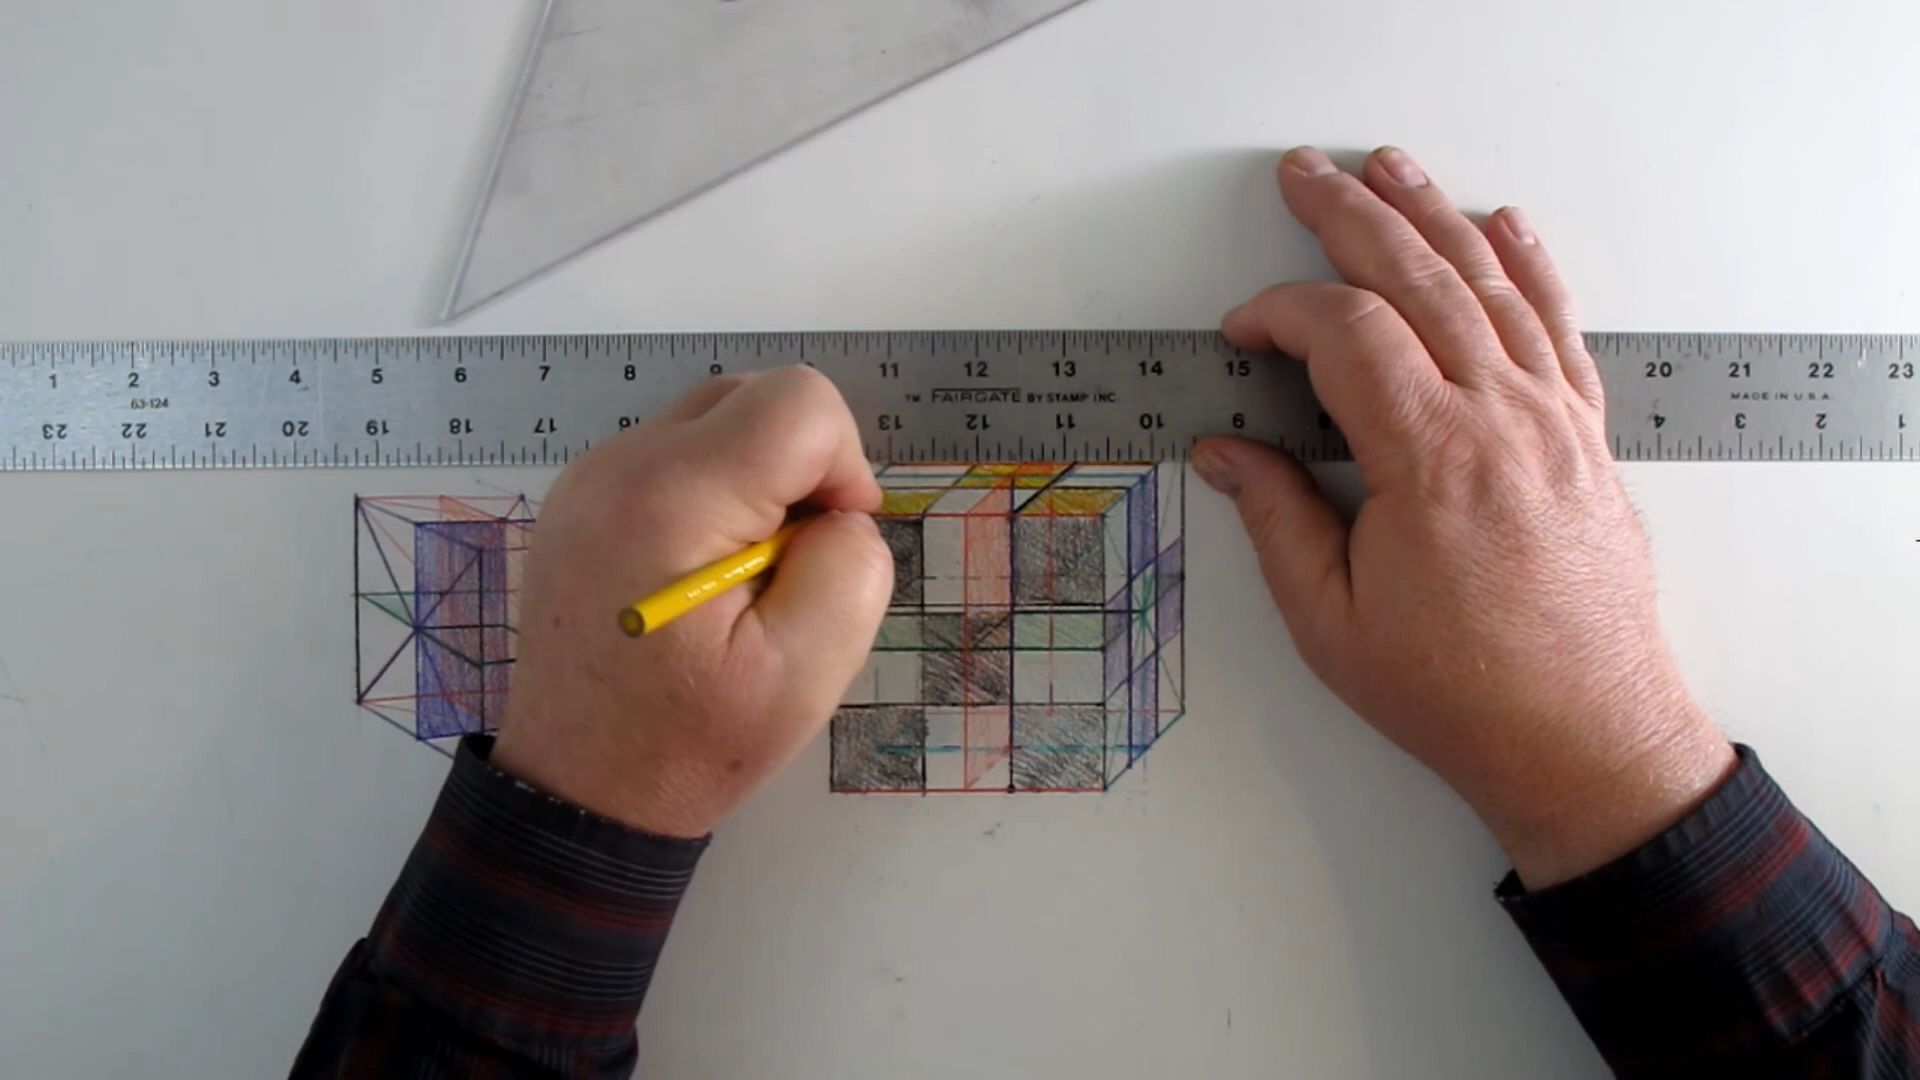 1 2 3 4 5 6 7 8 9 11 12 13 14 15 20 21 22 23
63-124
TM FAIRGATE BY STAMP INC.
MADE IN U.S.A.
23 22 21 20 19 18 17 16 13 12 11 10 9 8 4 3 2 1